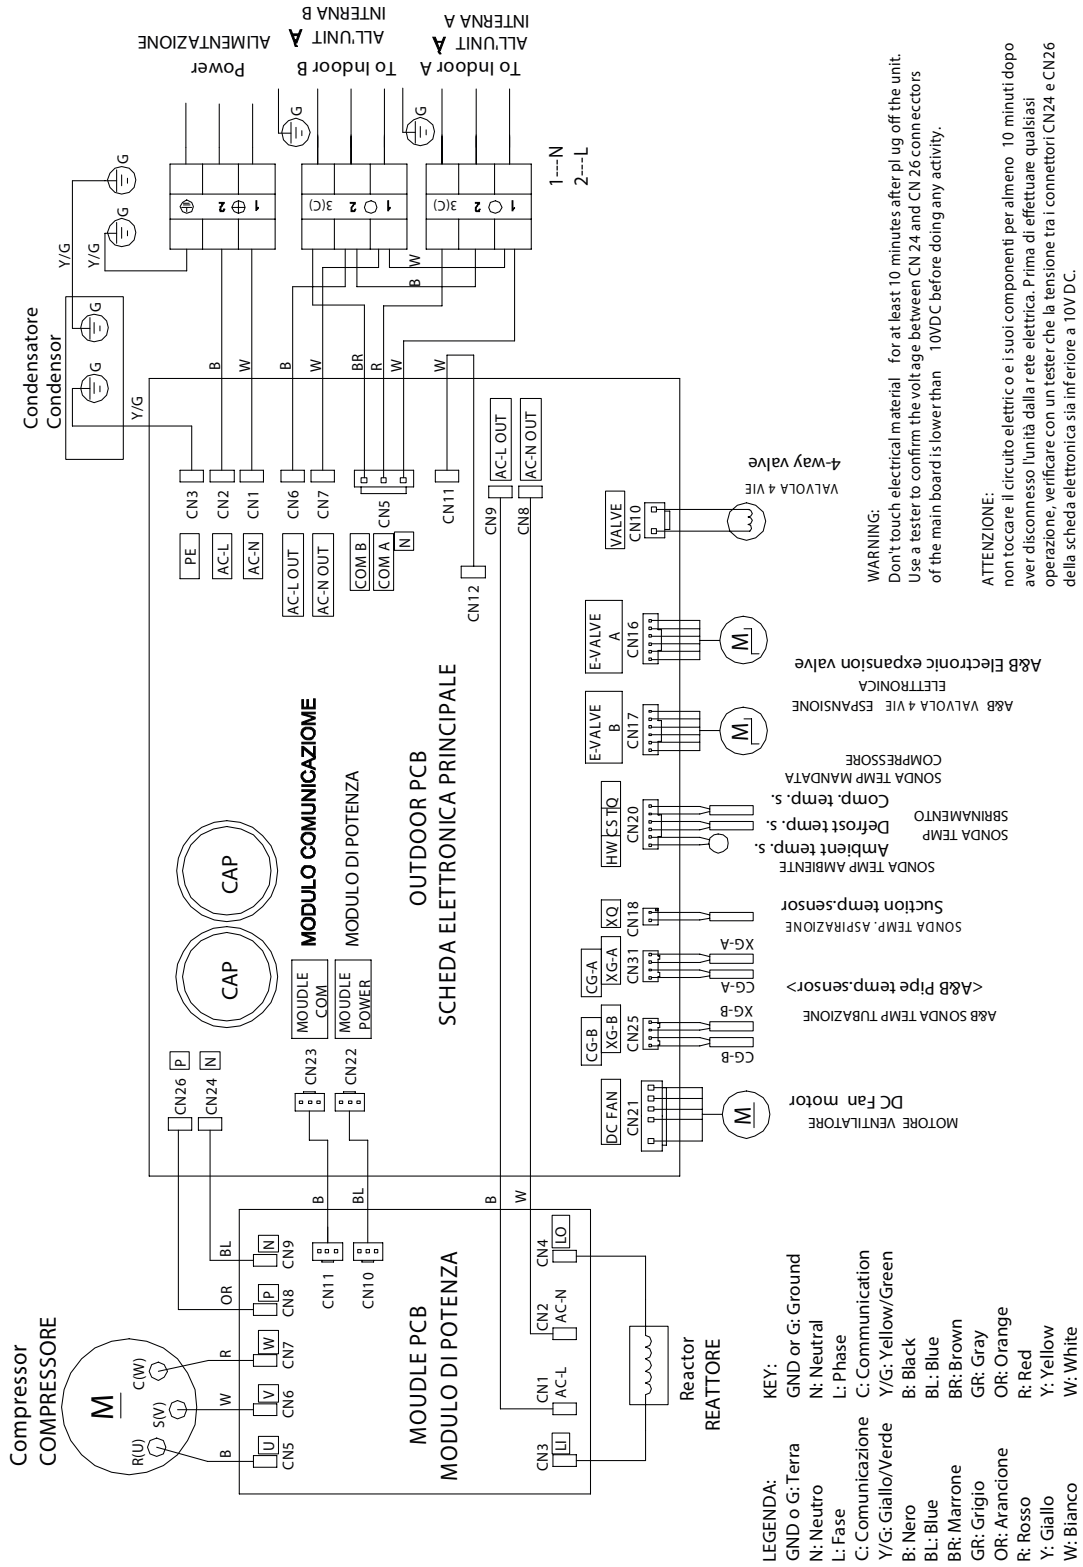 Compressor
COMPRESSORE
M
R(U)
S(V)
C(W)
B
W
R
OR
BL
U
V
W
P
N
CN5
CN6
CN7
CN8
CN9
MOUDLE PCB
MODULO DI POTENZA
CN11
CN10
B
BL
CN3
LI
CN1
AC-L
CN2
AC-N
CN4
LO
Reactor
REATTORE
B
W
CN26
P
CN24
N
CAP
CAP
CN23
MOUDLE
COM
MODULO COMUNICAZIOME
CN22
MOUDLE
POWER
MODULO DI POTENZA
OUTDOOR PCB
SCHEDA ELETTRONICA PRINCIPALE
PE
CN3
AC-L
CN2
AC-N
CN1
AC-L OUT
CN6
AC-N OUT
CN7
COM B
COM A
N
CN5
CN12
CN11
CN9
AC-L OUT
CN8
AC-N OUT
Condensatore
Condensor
G
G
Y/G
Y/G
Y/G
G
G
B
W
B
W
BR
R
W
W
B
W
2
1
3(C)
2
1
3(C)
2
1
G
G
Power
ALIMENTAZIONE
To Indoor B
ALL'UNIT À
INTERNA B
To Indoor A
ALL'UNIT À
INTERNA A
1---N
2---L
DC FAN
CN21
M
DC Fan motor
MOTORE VENTILATORE
CG-B
XG-B
CN25
CG-B
XG-B
CG-A
XG-A
CN31
CG-A
XG-A
<A&B Pipe temp.sensor>
A&B SONDA TEMP TUBAZIONE
XQ
CN18
Suction temp.sensor
SONDA TEMP. ASPIRAZIONE
HW CS TQ
CN20
Ambient temp. s.
SONDA TEMP AMBIENTE
Defrost temp. s.
SONDA TEMP
SBRINAMENTO
Comp. temp. s.
SONDA TEMP MANDATA
COMPRESSORE
E-VALVE
B
CN17
M
E-VALVE
A
CN16
M
A&B Electronic expansion valve
A&B VALVOLA 4 VIE ESPANSIONE
ELETTRONICA
VALVE
CN10
4-way valve
VALVOLA 4 VIE
LEGENDA:
GND o G: Terra
N: Neutro
L: Fase
C: Comunicazione
Y/G: Giallo/Verde
B: Nero
BL: Blue
BR: Marrone
GR: Grigio
OR: Arancione
R: Rosso
Y: Giallo
W: Bianco
KEY:
GND or G: Ground
N: Neutral
L: Phase
C: Communication
Y/G: Yellow/Green
B: Black
BL: Blue
BR: Brown
GR: Gray
OR: Orange
R: Red
Y: Yellow
W: White
WARNING:
Don't touch electrical material for at least 10 minutes after pl ug off the unit.
Use a tester to confirm the volt age between CN 24 and CN 26 connecctors
of the main board is lower than 10VDC before doing any activity.
ATTENZIONE:
non toccare il circuito elettrico e i suoi componenti per almeno 10 minuti dopo
aver disconnesso l'unità dalla rete elettrica. Prima di effettuare qualsiasi
operazione, verificare con un tester che la tensione tra i connettori CN24 e CN26
della scheda elettronica sia inferiore a 10V DC.